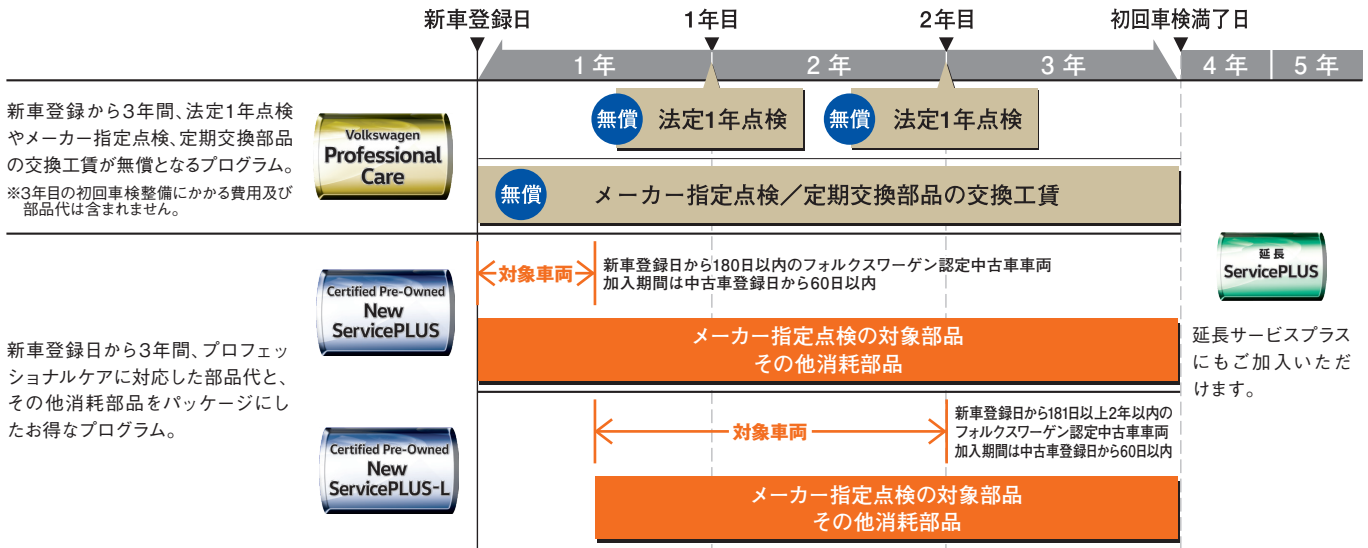 新車登録日
1年目
2年目
初回車検満了日
1年
2年
3年
4年
5年
新車登録から3年間、法定1年点検
やメーカー指定点検、定期交換部品
の交換工賃が無償となるプログラム。
※3年目の初回車検整備にかかる費用及び
部品代は含まれません。
Volkswagen
Professional
Care
無償
法定1年点検
無償
法定1年点検
無償
メーカー指定点検／定期交換部品の交換工賃
新車登録日から3年間、プロフェッ
ショナルケアに対応した部品代と、
その他消耗部品をパッケージにし
たお得なプログラム。
Certified Pre-Owned
New
ServicePLUS
対象車両
新車登録日から180日以内のフォルクスワーゲン認定中古車車両
加入期間は中古車登録日から60日以内
メーカー指定点検の対象部品
その他消耗部品
Certified Pre-Owned
New
ServicePLUS-L
対象車両
新車登録日から181日以上2年以内の
フォルクスワーゲン認定中古車車両
加入期間は中古車登録日から60日以内
メーカー指定点検の対象部品
その他消耗部品
延長
ServicePLUS
延長サービスプラス
にもご加入いただ
けます。